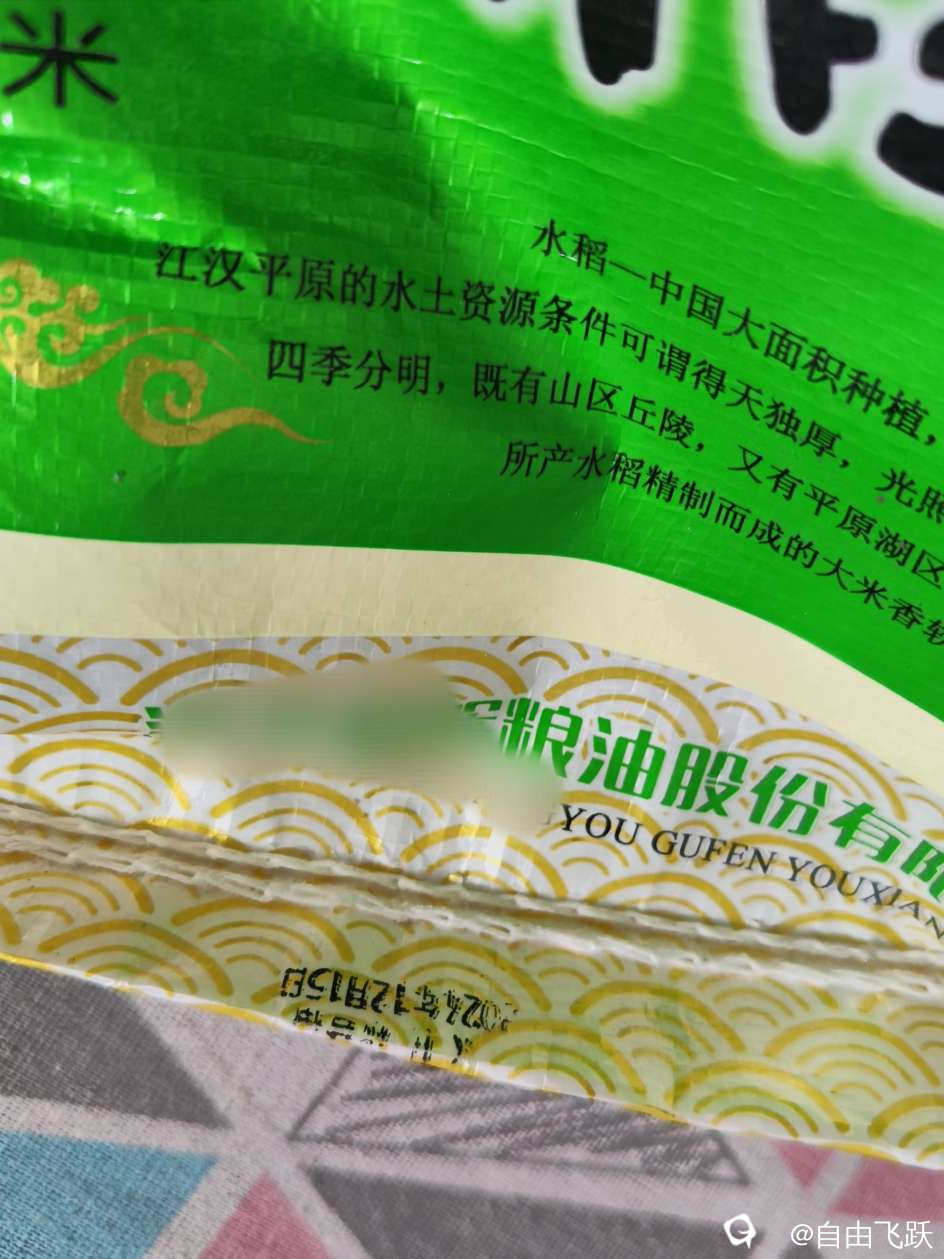 米
水稻—中国大面积种植，
江汉平原的水土资源条件可谓得天独厚，光照
四季分明，既有山区丘陵，又有平原湖区
所产水稻精制而成的大米香软
粮油股份有限
YOU GUFEN YOUXIAN
2024年12月15日
@自由飞跃